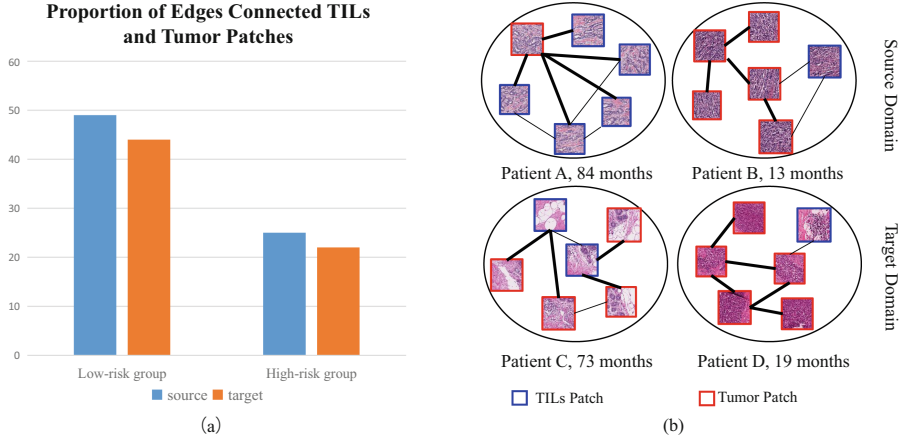 Proportion of Edges Connected TILs
and Tumor Patches
60
50
40
30
20
10
0
Low-risk group
High-risk group
source
target
(a)
Patient A, 84 months
Patient B, 13 months
Source Domain
Patient C, 73 months
Patient D, 19 months
Target Domain
TILs Patch
Tumor Patch
(b)